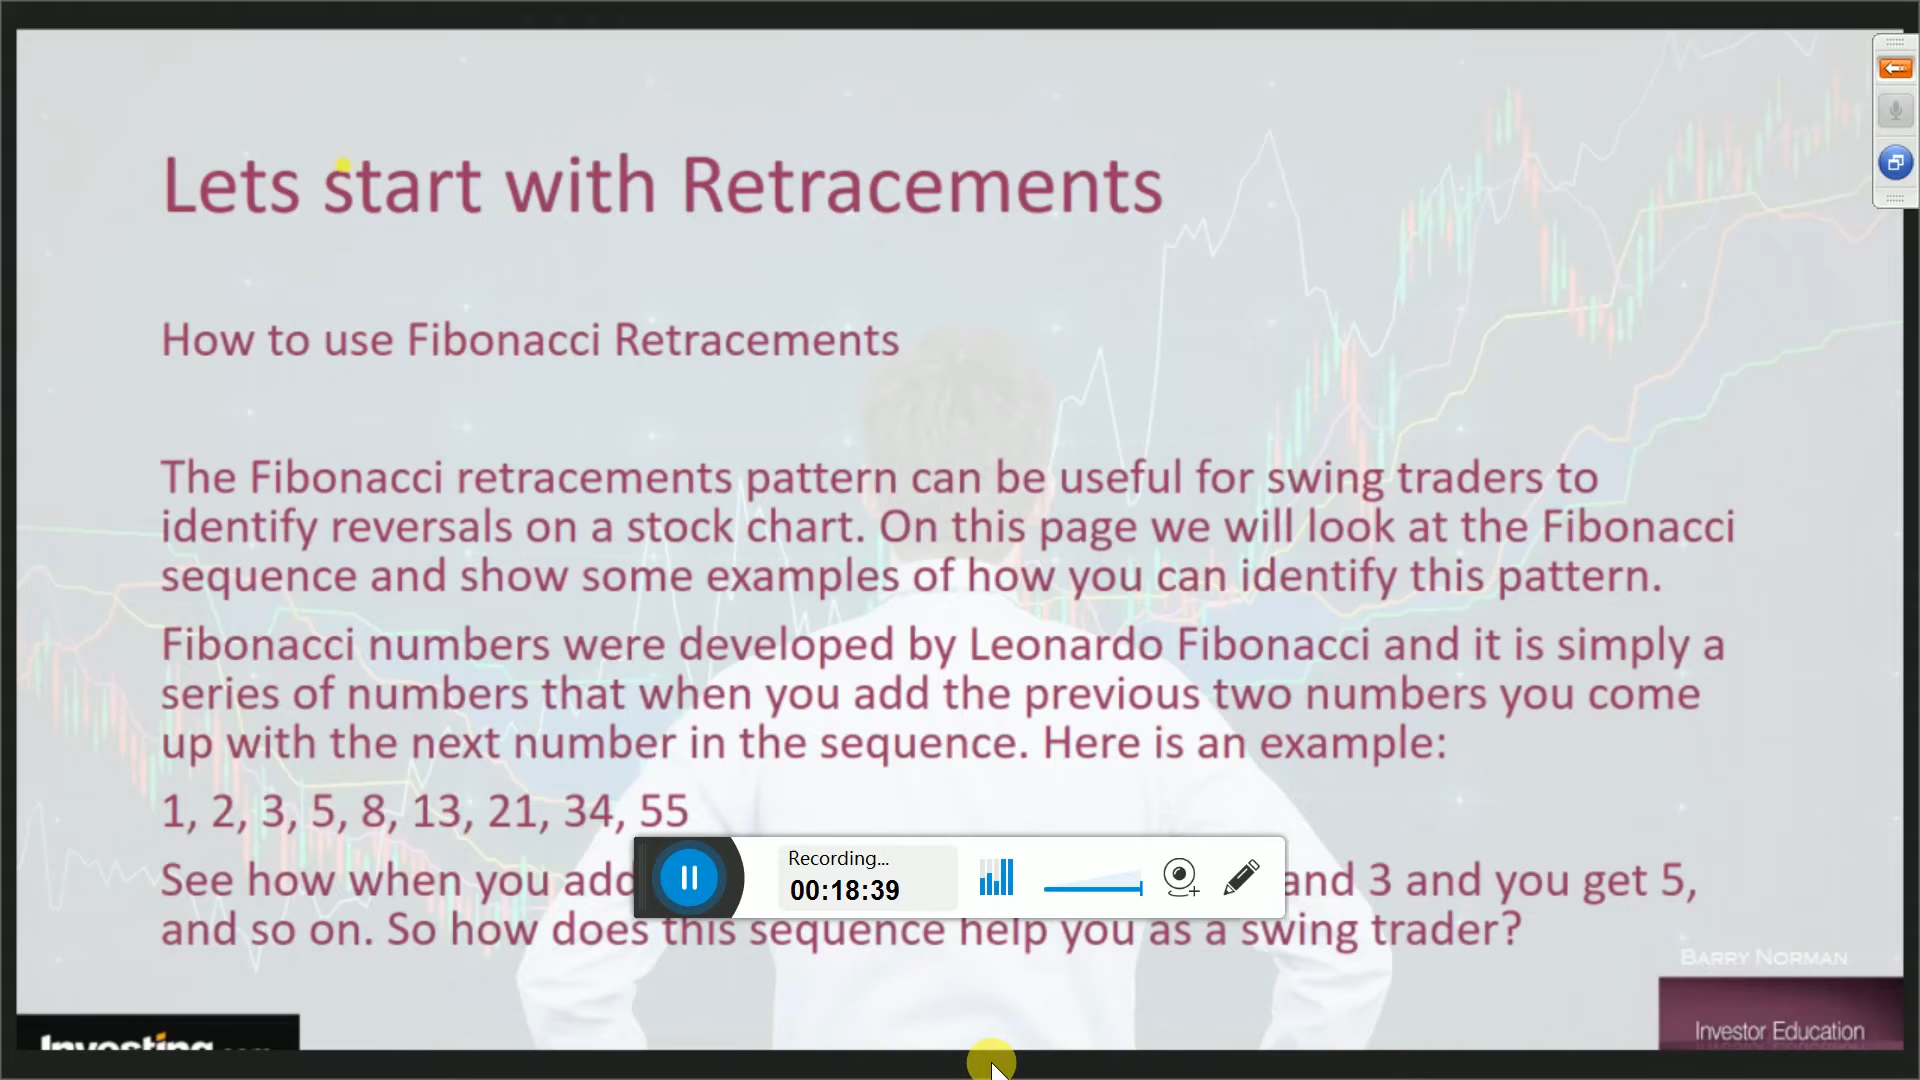 Lets start with Retracements
How to use Fibonacci Retracements
The Fibonacci retracements pattern can be useful for swing traders to
identify reversals on a stock chart. On this page we will look at the Fibonacci
sequence and show some examples of how you can identify this pattern.
Fibonacci numbers were developed by Leonardo Fibonacci and it is simply a
series of numbers that when you add the previous two numbers you come
up with the next number in the sequence. Here is an example:
1, 2, 3, 5, 8, 13, 21, 34, 55
See how when you add and 3 and you get 5,
Recording...
00:18:39
and so on. So how does this sequence help you as a swing trader?
BARRY NORMAN
Investing
Investor Education